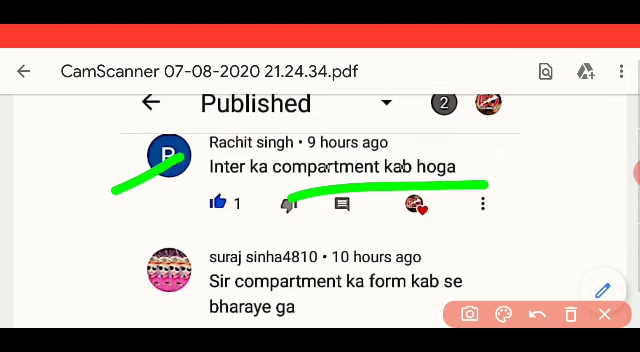 CamScanner 07-08-2020 21.24.34.pdf
Published
2
Rachit singh • 9 hours ago
Inter ka compartment kab hoga
1
suraj sinha4810 • 10 hours ago
Sir compartment ka form kab se
bharaye ga